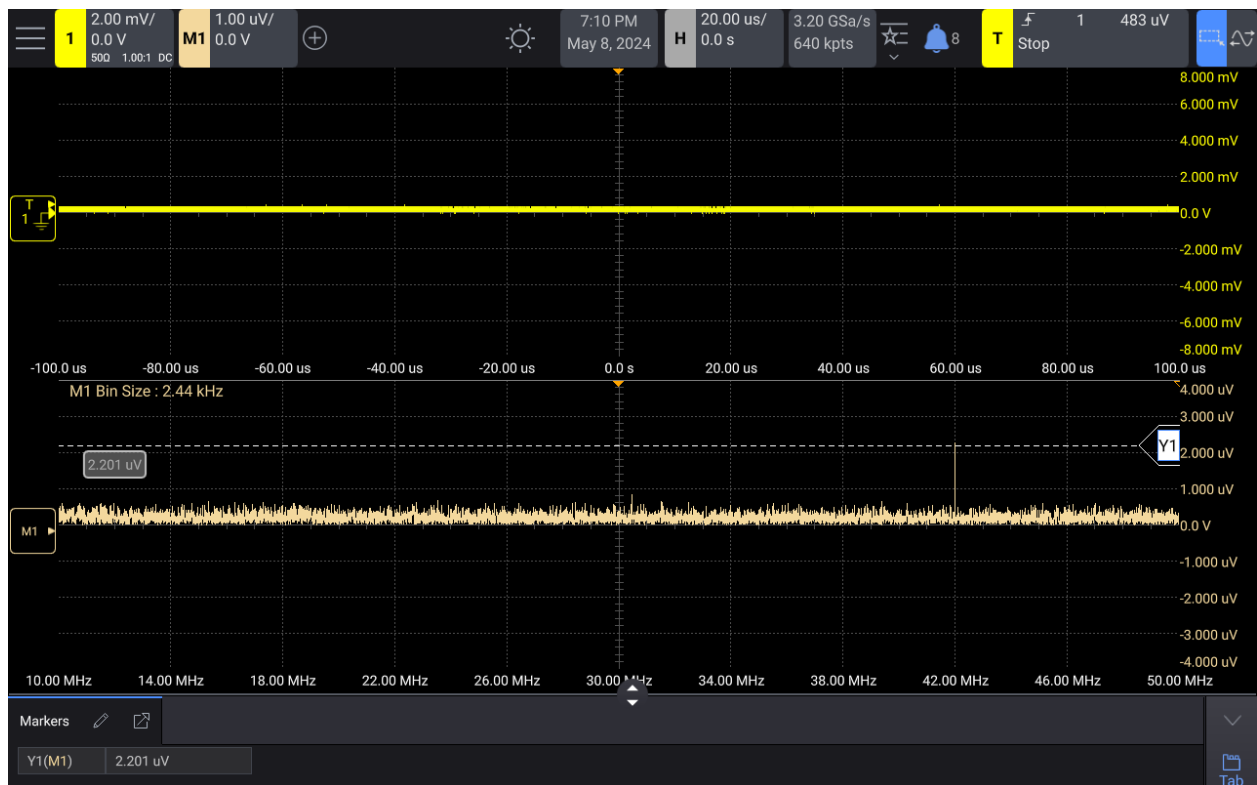 1 2.00 mV/ M1 1.00 uV/ 7:10 PM H 20.00 us/ 3.20 GSa/s 8 T 1 483 uV
0.0 V 0.0 V May 8, 2024 0.0 s 640 kpts Stop
50Ω 1.00:1 DC
8.000 mV
6.000 mV
4.000 mV
2.000 mV
T
1
0.0 V
-2.000 mV
-4.000 mV
-6.000 mV
-8.000 mV
-100.0 us -80.00 us -60.00 us -40.00 us -20.00 us 0.0 s 20.00 us 40.00 us 60.00 us 80.00 us 100.0 us
M1 Bin Size : 2.44 kHz
4.000 uV
3.000 uV
Y1
2.000 uV
2.201 uV
1.000 uV
M1
0.0 V
-1.000 uV
-2.000 uV
-3.000 uV
-4.000 uV
10.00 MHz 14.00 MHz 18.00 MHz 22.00 MHz 26.00 MHz 30.00 MHz 34.00 MHz 38.00 MHz 42.00 MHz 46.00 MHz 50.00 MHz
Markers
Y1(M1) 2.201 uV
Tab